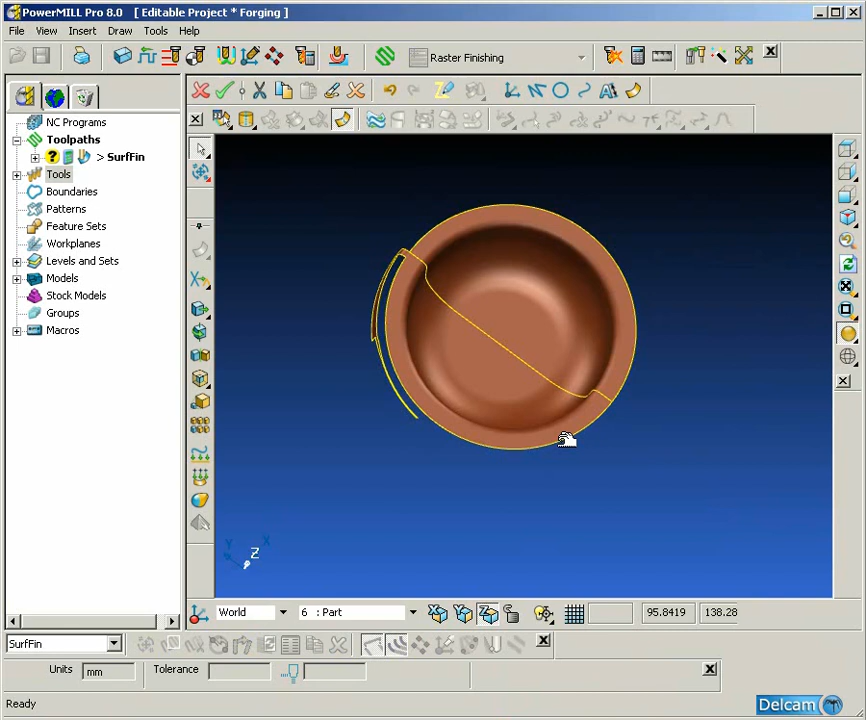 PowerMILL Pro 8.0 [ Editable Project * Forging ]
File View Insert Draw Tools Help
Raster Finishing
NC Programs
Toolpaths
> SurfFin
Tools
Boundaries
Patterns
Feature Sets
Workplanes
Levels and Sets
Models
Stock Models
Groups
Macros
Y X
Z
World 6 : Part 95.8419 138.28
SurfFin
Units mm Tolerance
Ready
Delcam